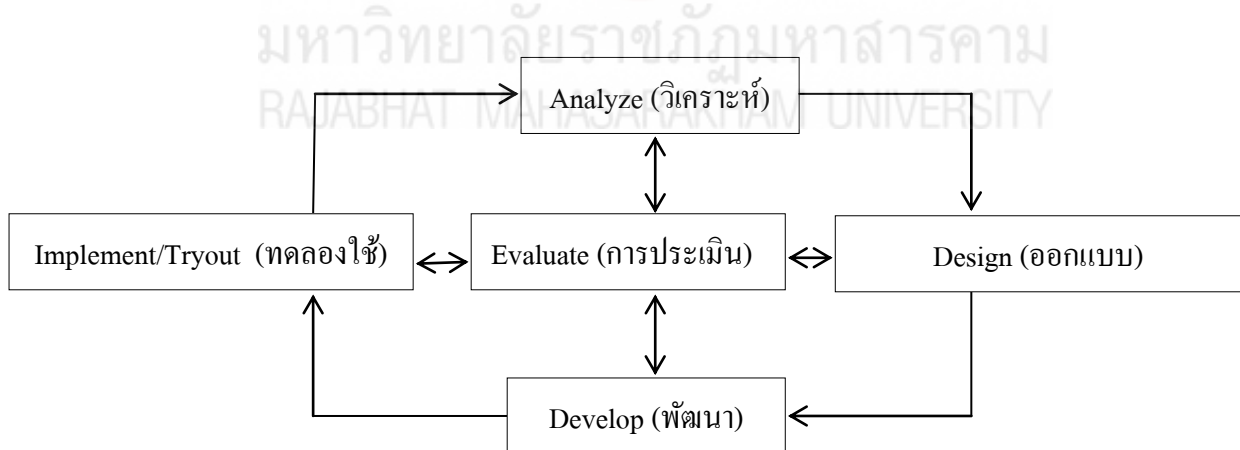 มหาวิทยาลัยราชภัฏมหาสารคาม
RAJABHAT MAHASARAKHAM UNIVERSITY
Analyze (วิเคราะห์)
Implement/Tryout (ทดลองใช้)
Evaluate (การประเมิน)
Design (ออกแบบ)
Develop (พัฒนา)